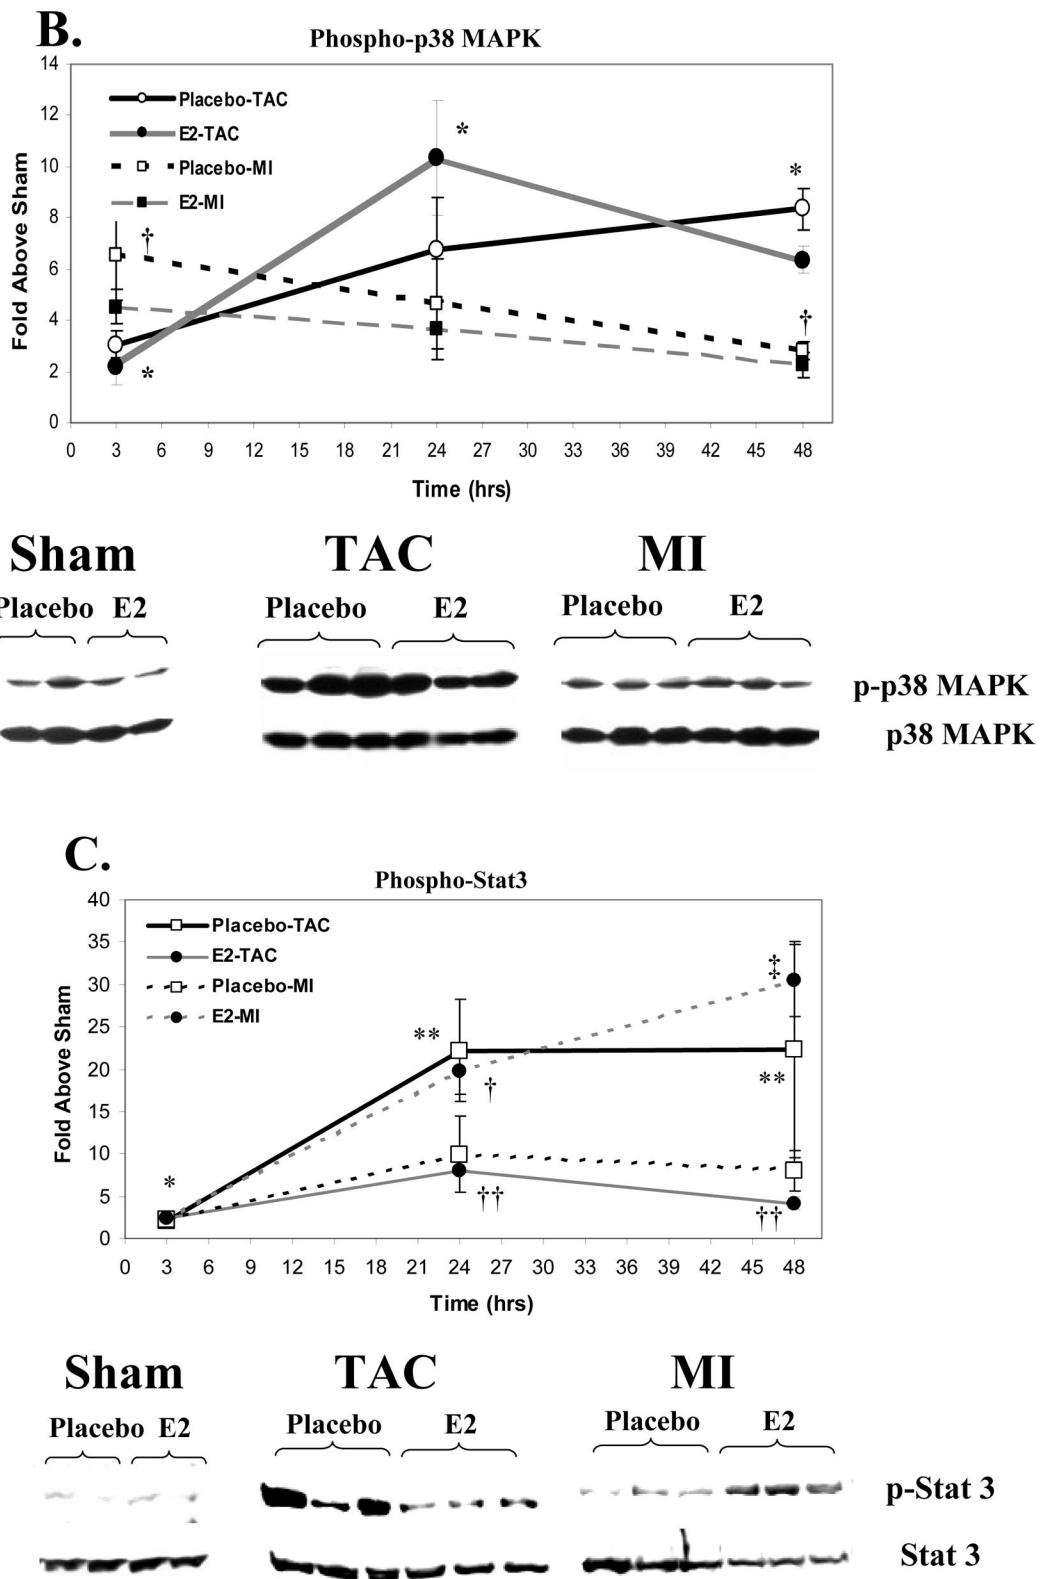 B.
Phospho-p38 MAPK
14
12
10
8
6
4
2
0
Fold Above Sham
Placebo-TAC
E2-TAC
Placebo-MI
E2-MI
*
*
†
†
*
0 3 6 9 12 15 18 21 24 27 30 33 36 39 42 45 48
Time (hrs)
Sham TAC MI
Placebo E2 Placebo E2 Placebo E2
p-p38 MAPK
p38 MAPK
C.
Phospho-Stat3
40
35
30
25
20
15
10
5
0
Fold Above Sham
Placebo-TAC
E2-TAC
Placebo-MI
E2-MI
‡
**
**
†
*
††
††
0 3 6 9 12 15 18 21 24 27 30 33 36 39 42 45 48
Time (hrs)
Sham TAC MI
Placebo E2 Placebo E2 Placebo E2
p-Stat 3
Stat 3